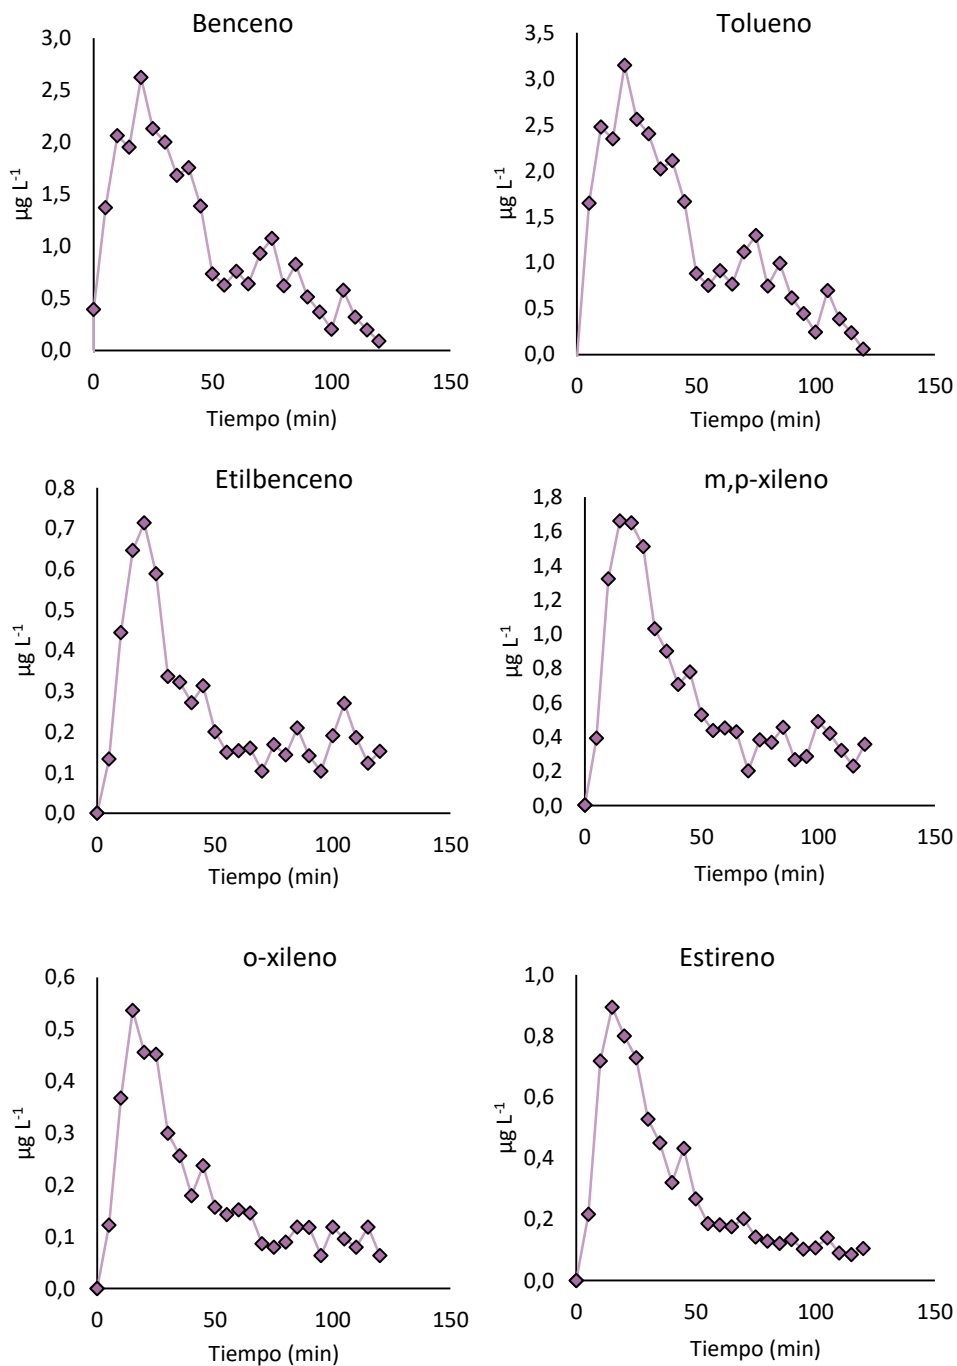 Benceno
3,0
2,5
2,0
1,5
1,0
0,5
0,0
µg L-1
0 50 100 150
Tiempo (min)
Tolueno
3,5
3,0
2,5
2,0
1,5
1,0
0,5
0,0
µg L-1
0 50 100 150
Tiempo (min)
Etilbenceno
0,8
0,7
0,6
0,5
0,4
0,3
0,2
0,1
0,0
µg L-1
0 50 100 150
Tiempo (min)
m,p-xileno
1,8
1,6
1,4
1,2
1,0
0,8
0,6
0,4
0,2
0,0
µg L-1
0 50 100 150
Tiempo (min)
o-xileno
0,6
0,5
0,4
0,3
0,2
0,1
0,0
µg L-1
0 50 100 150
Tiempo (min)
Estireno
1,0
0,8
0,6
0,4
0,2
0,0
µg L-1
0 50 100 150
Tiempo (min)